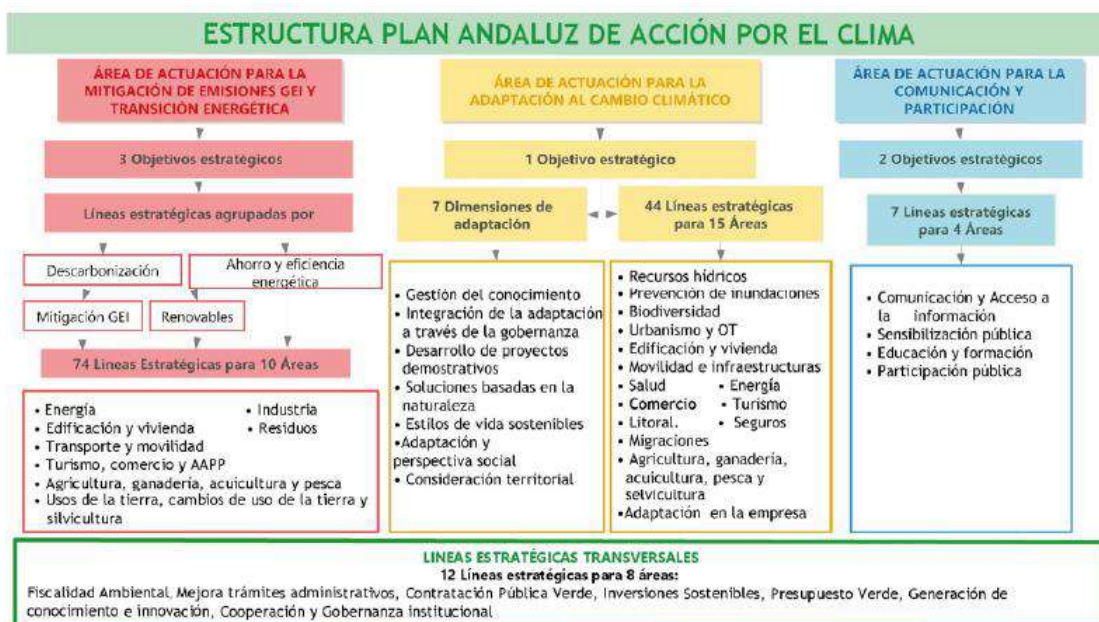 ESTRUCTURA PLAN ANDALUZ DE ACCIÓN POR EL CLIMA
ÁREA DE ACTUACIÓN PARA LA
MITIGACIÓN DE EMISIONES GEI Y
TRANSICIÓN ENERGÉTICA
3 Objetivos estratégicos
Líneas estratégicas agrupadas por
Descarbonización
Ahorro y eficiencia
energética
Mitigación GEI
Renovables
74 Lineas Estratégicas para 10 Áreas
• Energía
• Industria
• Edificación y vivienda
• Residuos
• Transporte y movilidad
• Turismo, comercio y AAPP
• Agricultura, ganadería, acuicultura y pesca
• Usos de la tierra, cambios de uso de la tierra y
silvicultura
ÁREA DE ACTUACIÓN PARA LA
ADAPTACIÓN AL CAMBIO CLIMÁTICO
1 Objetivo estratégico
7 Dimensiones de
adaptación
• Gestión del conocimiento
• Integración de la adaptación
a través de la gobernanza
• Desarrollo de proyectos
demostrativos
• Soluciones basadas en la
naturaleza
• Estilos de vida sostenibles
•Adaptación y
perspectiva social
• Consideración territorial
44 Líneas estratégicas
para 15 Áreas
• Recursos hídricos
• Prevención de inundaciones
• Biodiversidad
• Urbanismo y OT
• Edificación y vivienda
• Movilidad e infraestructuras
• Salud
• Energía
• Comercio
• Turismo
• Litoral.
• Seguros
• Migraciones
• Agricultura, ganadería,
acuicultura, pesca y
selvicultura
•Adaptación en la empresa
ÁREA DE ACTUACIÓN PARA LA
COMUNICACIÓN Y
PARTICIPACIÓN
2 Objetivos estratégicos
7 Líneas estratégicas
para 4 Áreas
• Comunicación y Acceso a
la información
• Sensibilización pública
• Educación y formación
• Participación pública
LINEAS ESTRATÉGICAS TRANSVERSALES
12 Líneas estratégicas para 8 áreas:
Fiscalidad Ambiental, Mejora trámites administrativos, Contratación Pública Verde, Inversiones Sostenibles, Presupuesto Verde, Generación de
conocimiento e innovación, Cooperación y Gobernanza institucional